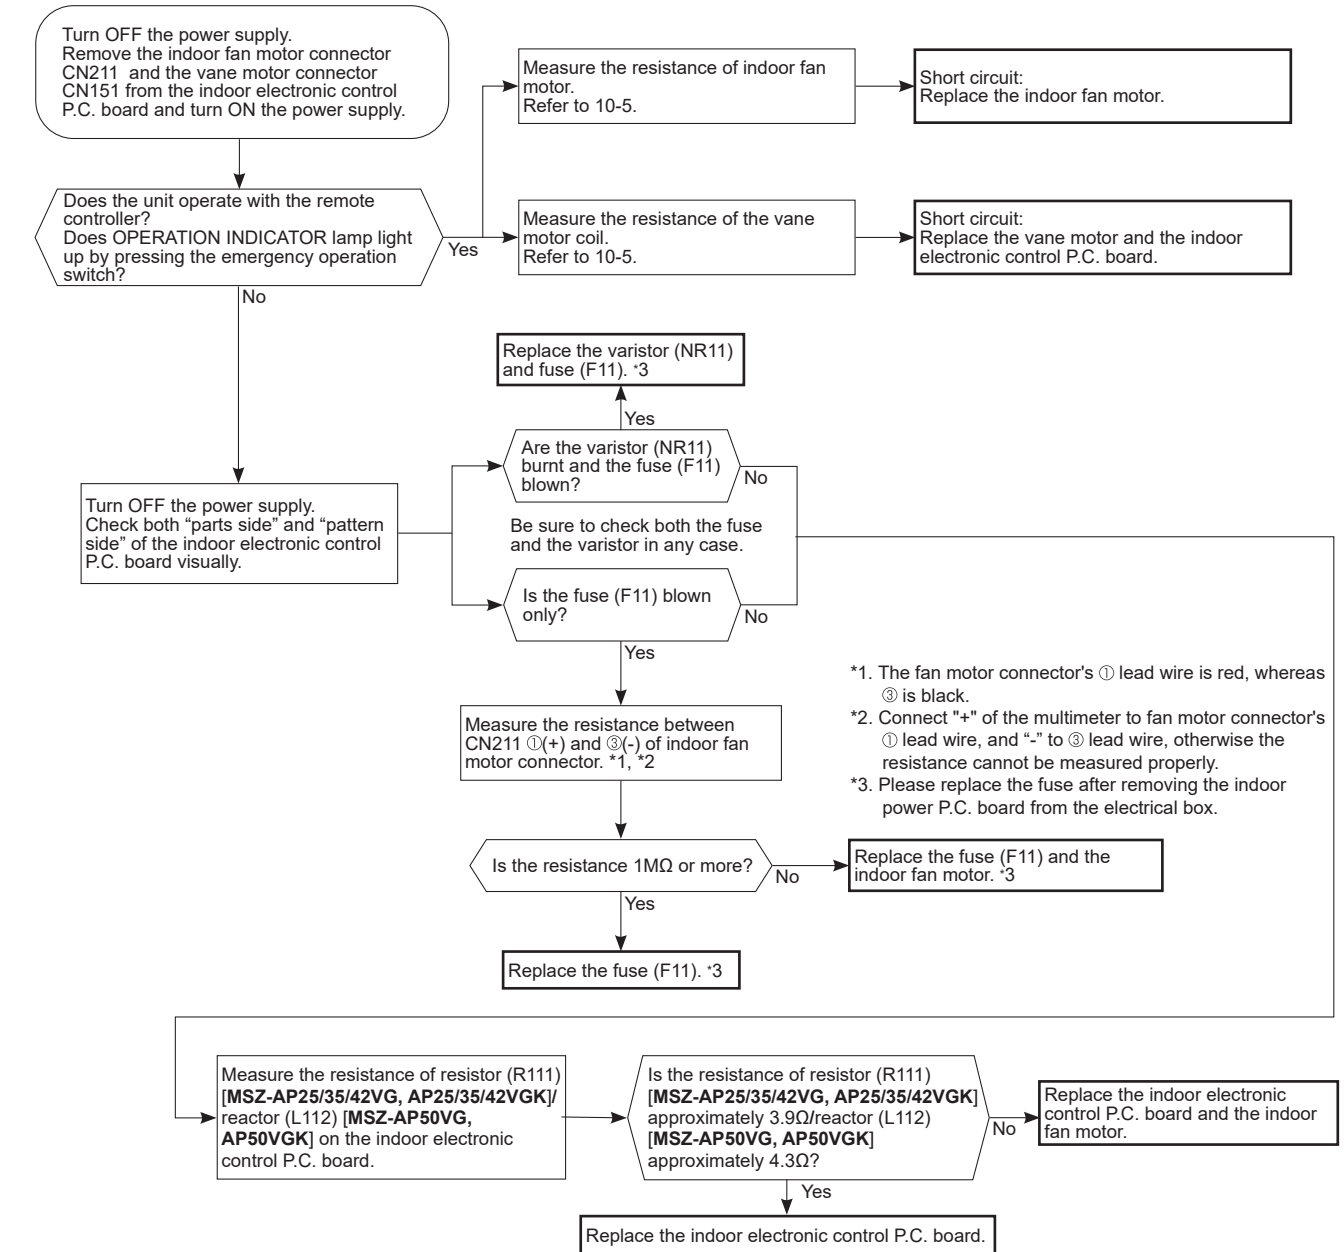 Turn OFF the power supply.
Remove the indoor fan motor connector
CN211 and the vane motor connector
CN151 from the indoor electronic control
P.C. board and turn ON the power supply.
Measure the resistance of indoor fan
motor.
Refer to 10-5.
Short circuit:
Replace the indoor fan motor.
Does the unit operate with the remote
controller?
Does OPERATION INDICATOR lamp light
up by pressing the emergency operation
switch?
Yes
Measure the resistance of the vane
motor coil.
Refer to 10-5.
Short circuit:
Replace the vane motor and the indoor
electronic control P.C. board.
No
Replace the varistor (NR11)
and fuse (F11). *3
Yes
Are the varistor (NR11)
burnt and the fuse (F11)
blown?
No
Turn OFF the power supply.
Check both “parts side” and “pattern
side” of the indoor electronic control
P.C. board visually.
Be sure to check both the fuse
and the varistor in any case.
Is the fuse (F11) blown
only?
No
Yes
*1. The fan motor connector's ① lead wire is red, whereas
③ is black.
*2. Connect "+" of the multimeter to fan motor connector's
① lead wire, and “-” to ③ lead wire, otherwise the
resistance cannot be measured properly.
*3. Please replace the fuse after removing the indoor
power P.C. board from the electrical box.
Measure the resistance between
CN211 ①(+) and ③(-) of indoor fan
motor connector. *1, *2
Is the resistance 1MΩ or more?
No
Replace the fuse (F11) and the
indoor fan motor. *3
Yes
Replace the fuse (F11). *3
Measure the resistance of resistor (R111)
[MSZ-AP25/35/42VG, AP25/35/42VGK]/
reactor (L112) [MSZ-AP50VG,
AP50VGK] on the indoor electronic
control P.C. board.
Is the resistance of resistor (R111)
[MSZ-AP25/35/42VG, AP25/35/42VGK]
approximately 3.9Ω/reactor (L112)
[MSZ-AP50VG, AP50VGK]
approximately 4.3Ω?
No
Replace the indoor electronic
control P.C. board and the indoor
fan motor.
Yes
Replace the indoor electronic control P.C. board.